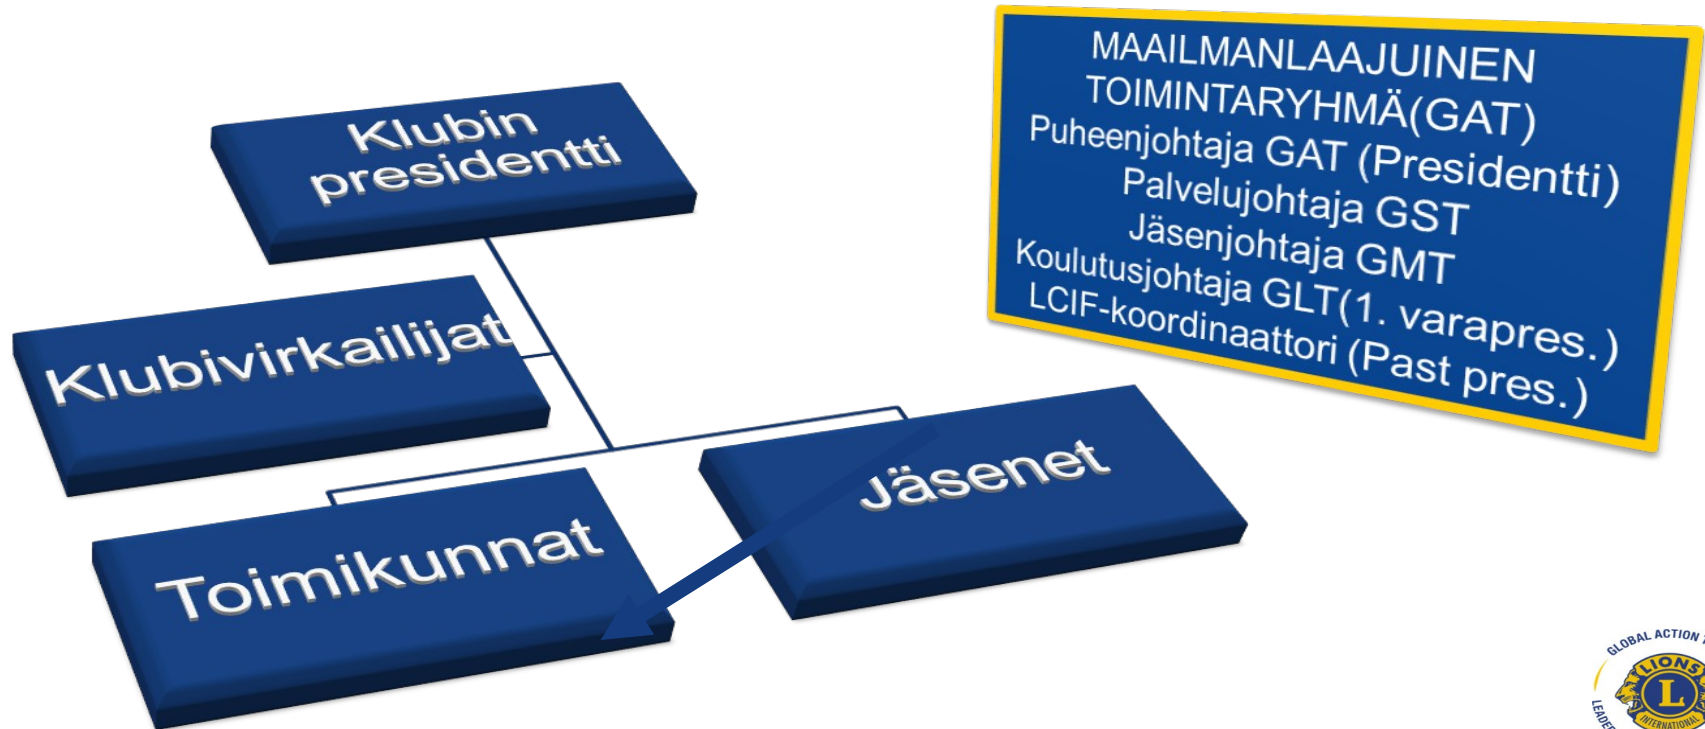 Klubin
presidentti
Klubivirkailijat
Toimikunnat
Jäsenet
MAAILMANLAAJUINEN
TOIMINTARYHMÄ(GAT)
Puheenjohtaja GAT (Presidentti)
Palvelujohtaja GST
Jäsenjohtaja GMT
Koulutusjohtaja GLT(1. varapres.)
LCIF-koordinaattori (Past pres.)
GLOBAL ACTION
LIONS
L
INTERNATIONAL